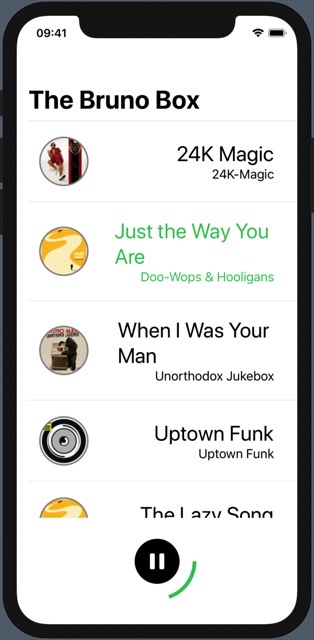 09:41
The Bruno Box
24K Magic
24K-Magic
Just the Way You
Are
Doo-Wops & Hooligans
When I Was Your
Man
Unorthodox Jukebox
Uptown Funk
Uptown Funk
The Lazy Song